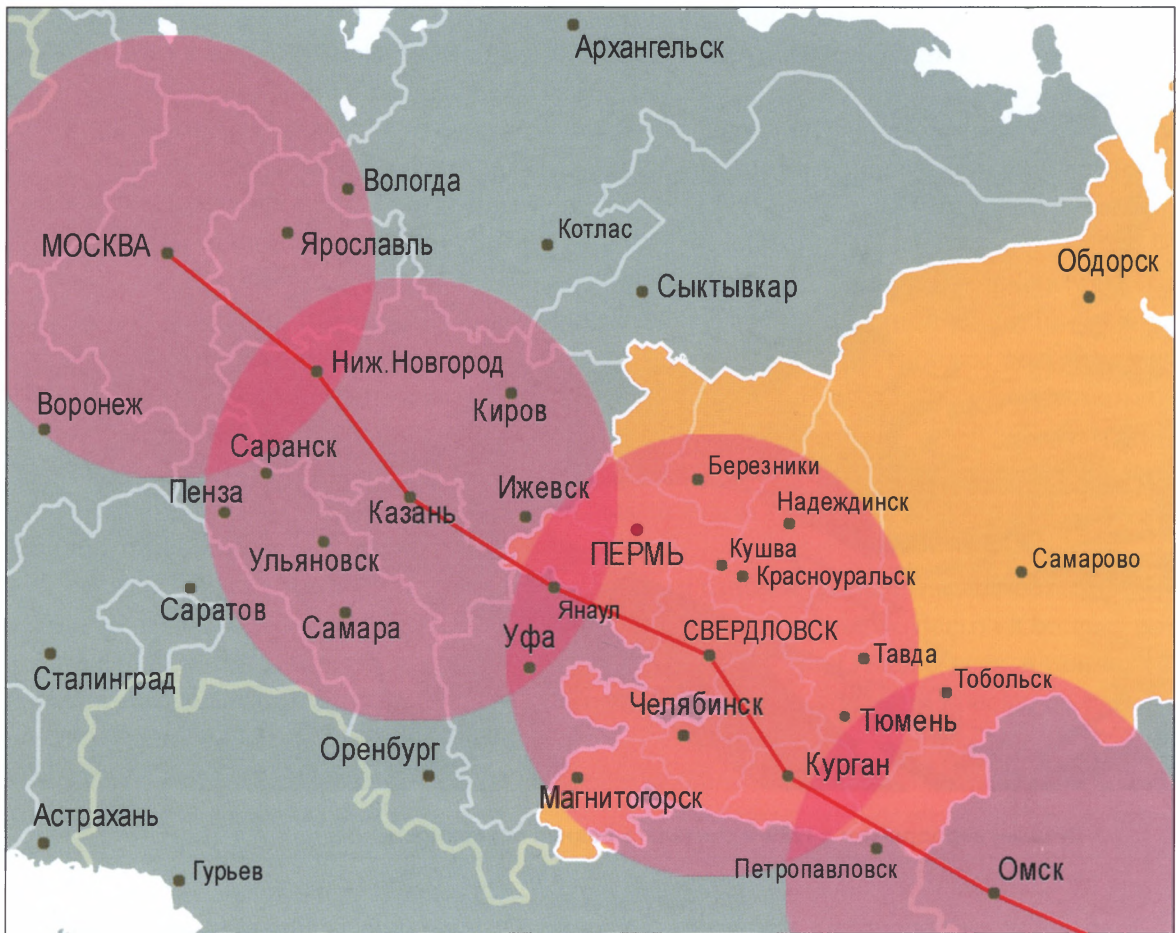 Архангельск
Вологда
МОСКВА
Ярославль
Котлас
Сыктывкар
Обдорск
Ниж.Новгород
Киров
Воронеж
Саранск
Пенза
Казань
Ижевск
Березники
Надеждинск
ПЕРМЬ
Кушва
Красноуральск
Самарово
Ульяновск
Саратов
Самара
Янаул
Уфа
СВЕРДЛОВСК
Тавда
Тобольск
Сталинград
Челябинск
Тюмень
Оренбург
Курган
Магнитогорск
Астрахань
Гурьев
Петропавловск
Омск